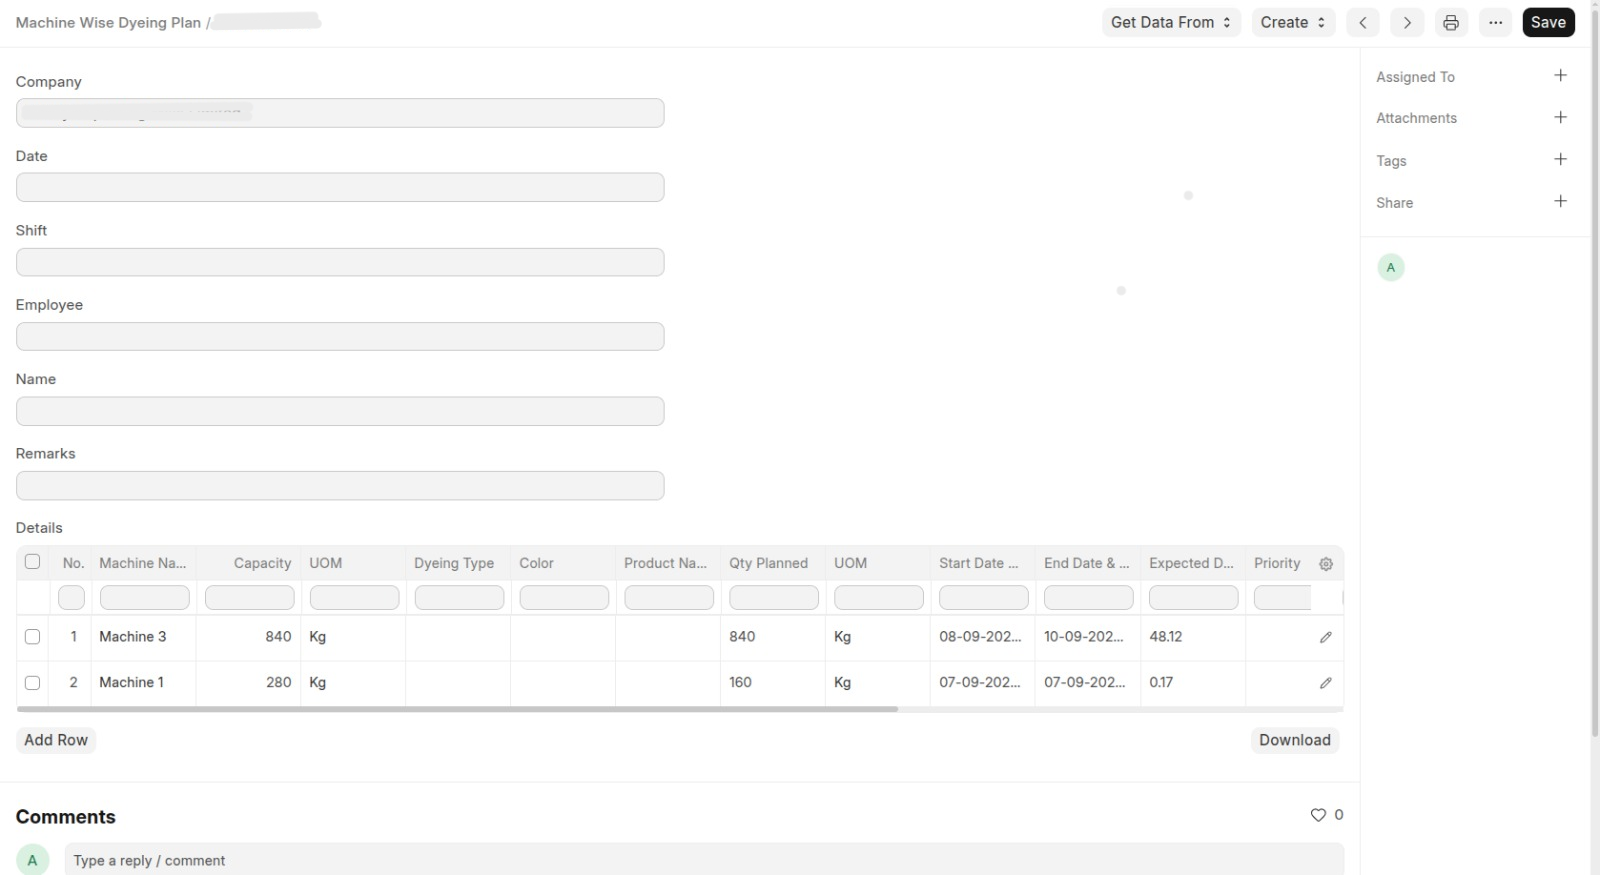 Machine Wise Dyeing Plan /
Get Data From
Create
Save
Company
Date
Shift
Employee
Name
Remarks
Details
No. Machine Na... Capacity UOM Dyeing Type Color Product Na... Qty Planned UOM Start Date ... End Date & ... Expected D... Priority
1 Machine 3 840 Kg 840 Kg 08-09-202... 10-09-202... 48.12
2 Machine 1 280 Kg 160 Kg 07-09-202... 07-09-202... 0.17
Add Row
Download
Comments
0
A
Type a reply / comment
Assigned To
Attachments
Tags
Share
A